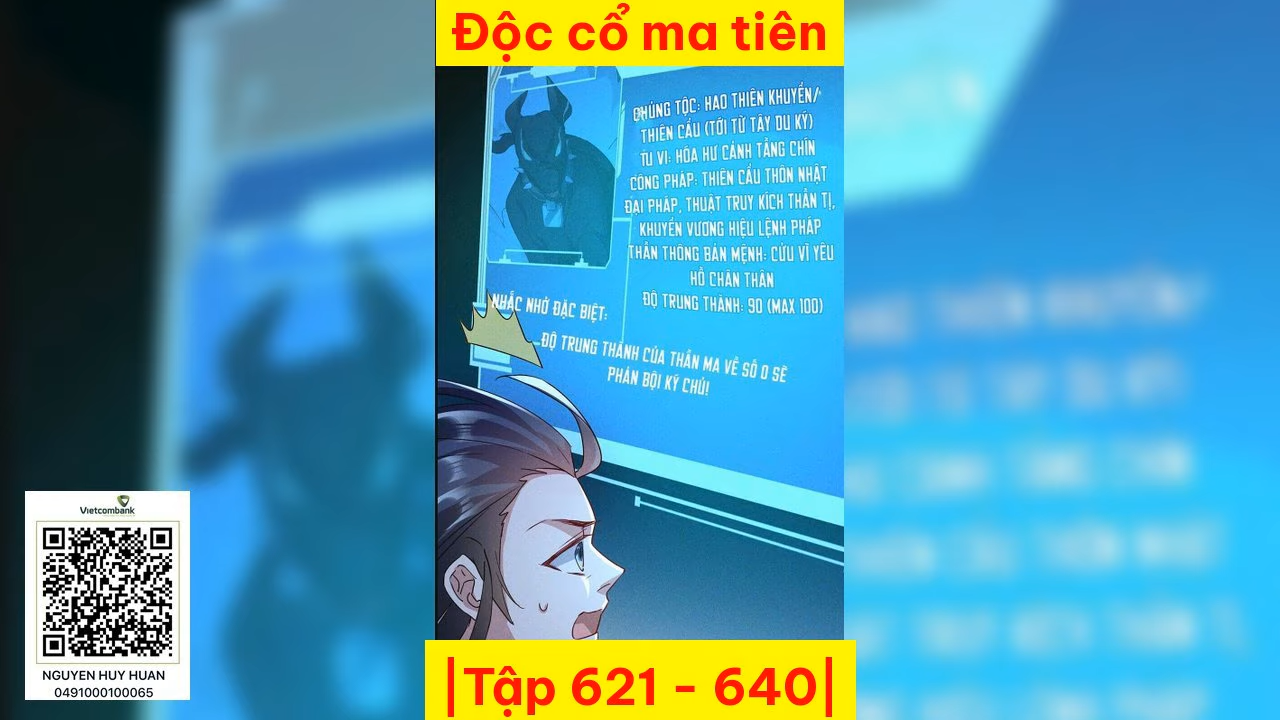 Độc cổ ma tiên
CHỦNG TỘC: HAO THIÊN KHUYỂN/
THIÊN CẨU (TỚI TỪ TÂY DU KÝ)
TU VI: HÓA HƯ CẢNH TẦNG CHÍN
CÔNG PHÁP: THIÊN CẨU THÔN NHẬT
ĐẠI PHÁP, THUẬT TRUY KÍCH THẦN TỊ,
KHUYỂN VƯƠNG HIỆU LỆNH PHÁP
THẦN THÔNG BẢN MỆNH: CỬU VĨ YÊU
HỒ CHÂN THÂN
ĐỘ TRUNG THÀNH: 90 (MAX 100)
NHẮC NHỞ ĐẶC BIỆT:
ĐỘ TRUNG THÀNH CỦA THẦN MA VỀ SỐ 0 SẼ
PHẢN BỘI KÝ CHỦ!
Vietcombank
NGUYEN HUY HUAN
0491000100065
|Tập 621 - 640|